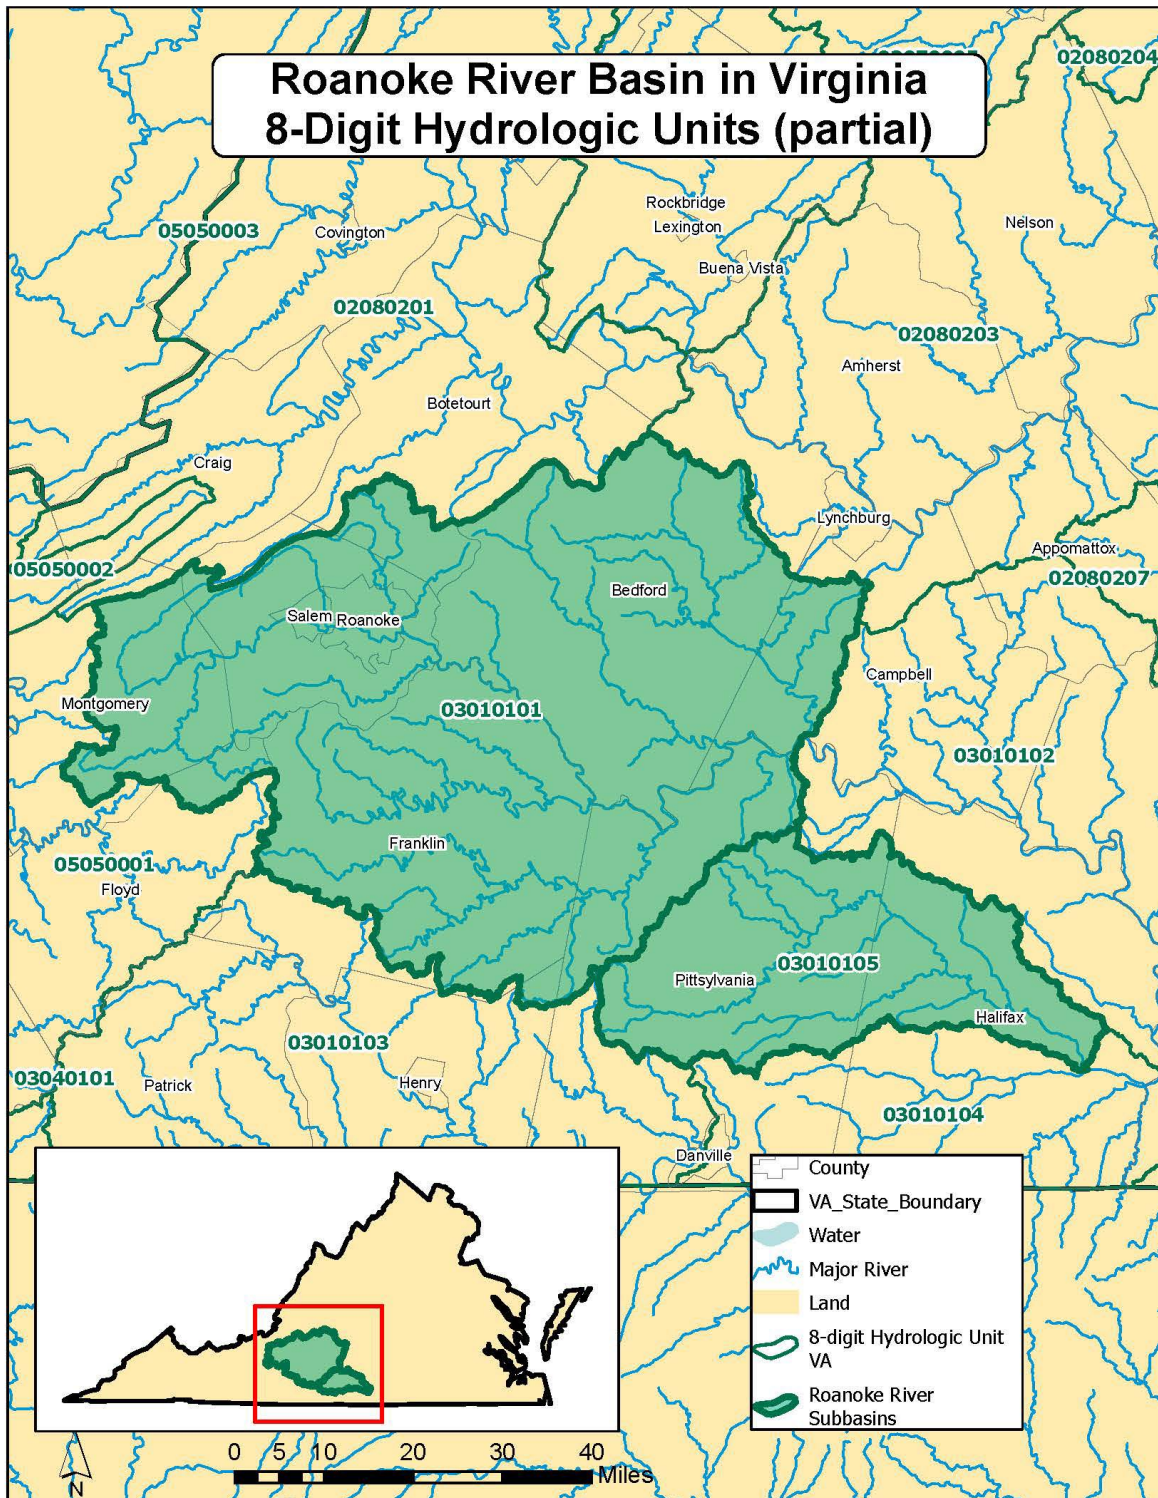 Roanoke River Basin in Virginia
8-Digit Hydrologic Units (partial)
02080204
Rockbridge
Lexington
Nelson
05050003
Covington
Buena Vista
02080201
02080203
Amherst
Botetourt
Craig
Lynchburg
Appomattox
05050002
02080207
Bedford
Salem
Roanoke
Campbell
Montgomery
03010101
03010102
Franklin
05050001
Floyd
03010105
Pittsylvania
Halifax
03010103
03040101
Patrick
Henry
03010104
Danville
County
VA_State_Boundary
Water
Major River
Land
8-digit Hydrologic Unit
VA
Roanoke River
Subbasins
0 5 10 20 30 40
Miles
N